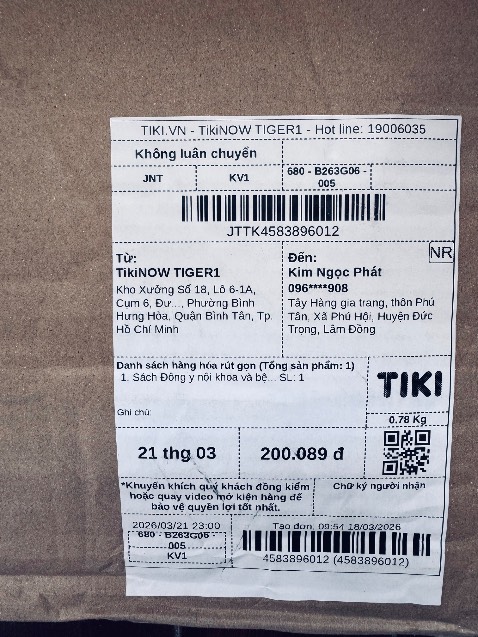 TIKI.VN - TikiNOW TIGER1 - Hot line: 19006035
Không luân chuyển
JNT KV1 680 - B263G06 - 005
JTTK4583896012
Từ:
TikiNOW TIGER1
Kho Xưởng Số 18, Lô 6-1A,
Cụm 6, Đư..., Phường Bình
Hưng Hòa, Quận Bình Tân, Tp.
Hồ Chí Minh
NR
Đến:
Kim Ngọc Phát
096****908
Tây Hàng gia trang, thôn Phú
Tân, Xã Phú Hội, Huyện Đức
Trọng, Lâm Đồng
Danh sách hàng hóa rút gọn (Tổng sản phẩm: 1)
1. Sách Đông y nội khoa và bệ... SL: 1
Ghi chú:
TIKI
0.78 Kg
21 thg 03
200.089 đ
*Khuyến khích quý khách đồng kiểm
hoặc quay video mở kiện hàng để
bảo vệ quyền lợi tốt nhất.
Chữ ký người nhận
2026/03/21 23:00
680 - B263G06 -
005
KV1
Tạo đơn: 09:54 18/03/2026
4583896012 (4583896012)